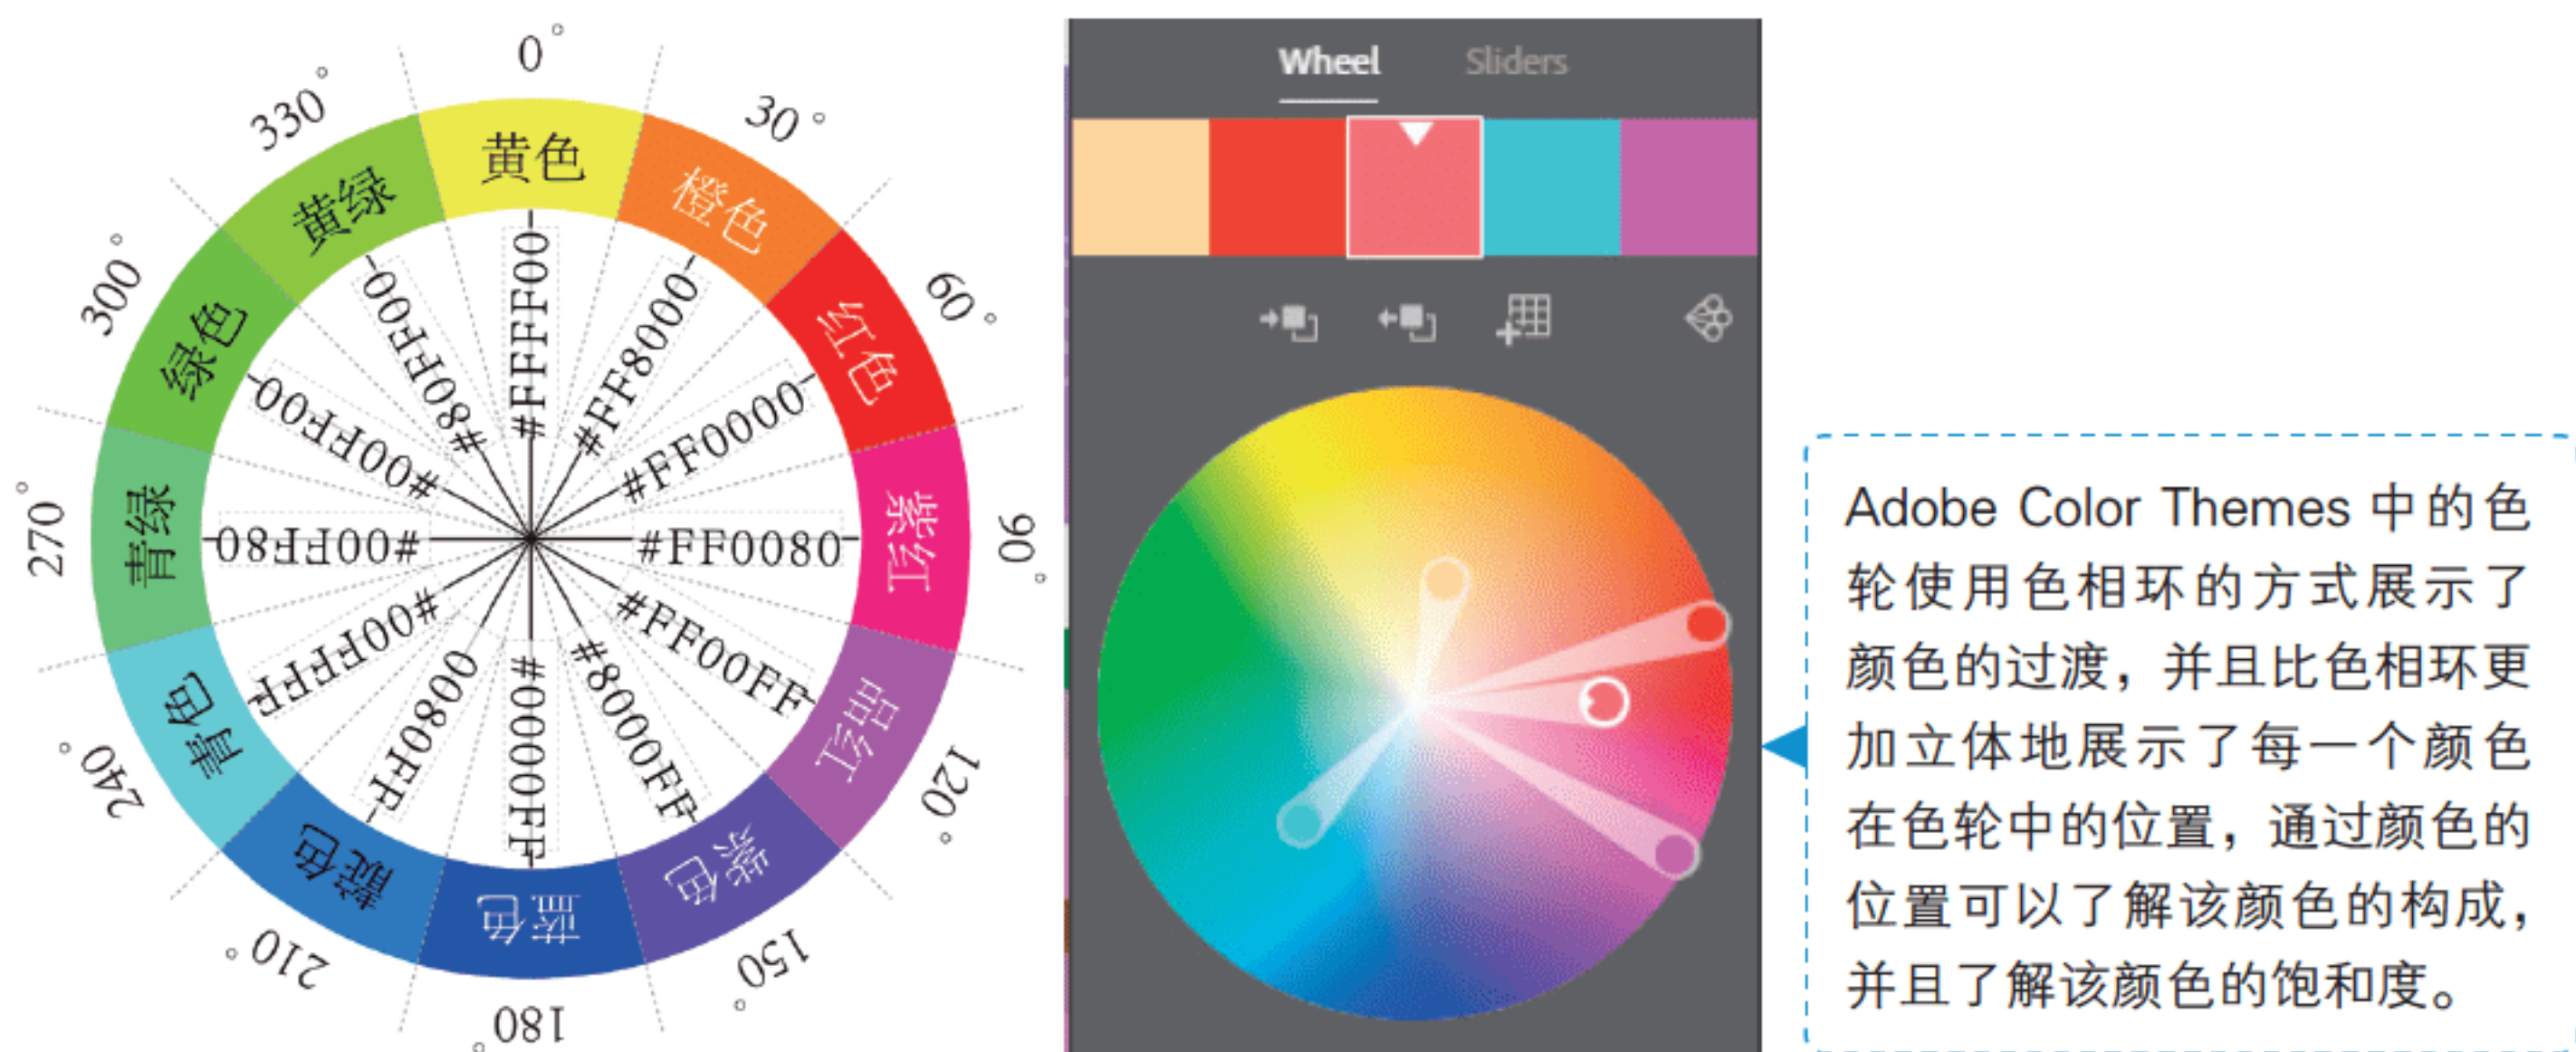 0°
30°
60°
90°
120°
150°
180°
210°
240°
270°
300°
330°
黄色
橙色
红色
紫红
品红
紫色
蓝色
靛色
青色
青绿
绿色
黄绿
#FFFF00
#FF8000
#FF0000
#FF0080
#FF00FF
#8000FF
#0000FF
0080FF
#00FFFF
#00FF80
#00FF00
#80FF00
Wheel Sliders
Adobe Color Themes 中的色
轮使用色相环的方式展示了
颜色的过渡，并且比色相环更
加立体地展示了每一个颜色
在色轮中的位置，通过颜色的
位置可以了解该颜色的构成，
并且了解该颜色的饱和度。